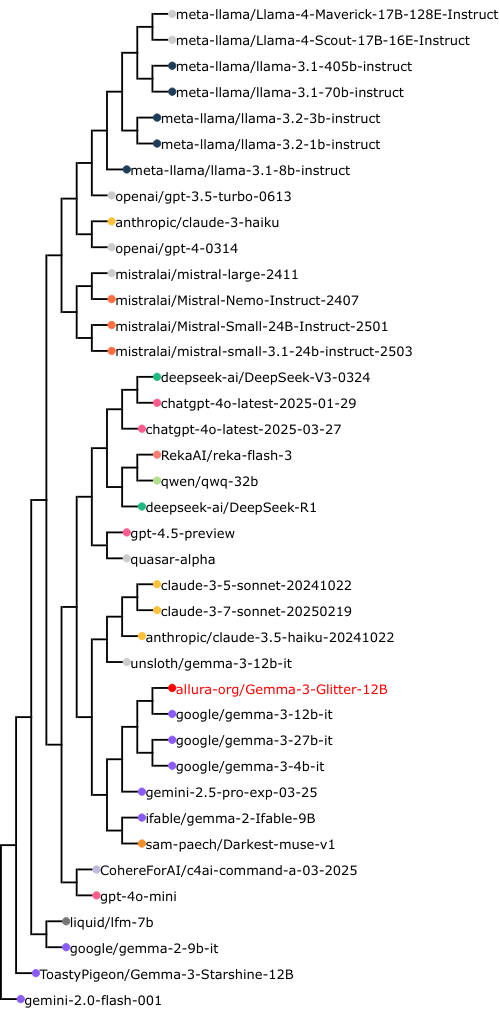 meta-llama/Llama-4-Maverick-17B-128E-Instruct
meta-llama/Llama-4-Scout-17B-16E-Instruct
meta-llama/llama-3.1-405b-instruct
meta-llama/llama-3.1-70b-instruct
meta-llama/llama-3.2-3b-instruct
meta-llama/llama-3.2-1b-instruct
meta-llama/llama-3.1-8b-instruct
openai/gpt-3.5-turbo-0613
anthropic/claude-3-haiku
openai/gpt-4-0314
mistralai/mistral-large-2411
mistralai/Mistral-Nemo-Instruct-2407
mistralai/Mistral-Small-24B-Instruct-2501
mistralai/mistral-small-3.1-24b-instruct-2503
deepseek-ai/DeepSeek-V3-0324
chatgpt-4o-latest-2025-01-29
chatgpt-4o-latest-2025-03-27
RekaAI/reka-flash-3
qwen/qwq-32b
deepseek-ai/DeepSeek-R1
gpt-4.5-preview
quasar-alpha
claude-3-5-sonnet-20241022
claude-3-7-sonnet-20250219
anthropic/claude-3.5-haiku-20241022
unsloth/gemma-3-12b-it
allura-org/Gemma-3-Glitter-12B
google/gemma-3-12b-it
google/gemma-3-27b-it
google/gemma-3-4b-it
gemini-2.5-pro-exp-03-25
ifable/gemma-2-Ifable-9B
sam-paech/Darkest-muse-v1
CohereForAI/c4ai-command-a-03-2025
gpt-4o-mini
liquid/lfm-7b
google/gemma-2-9b-it
ToastyPigeon/Gemma-3-Starshine-12B
gemini-2.0-flash-001